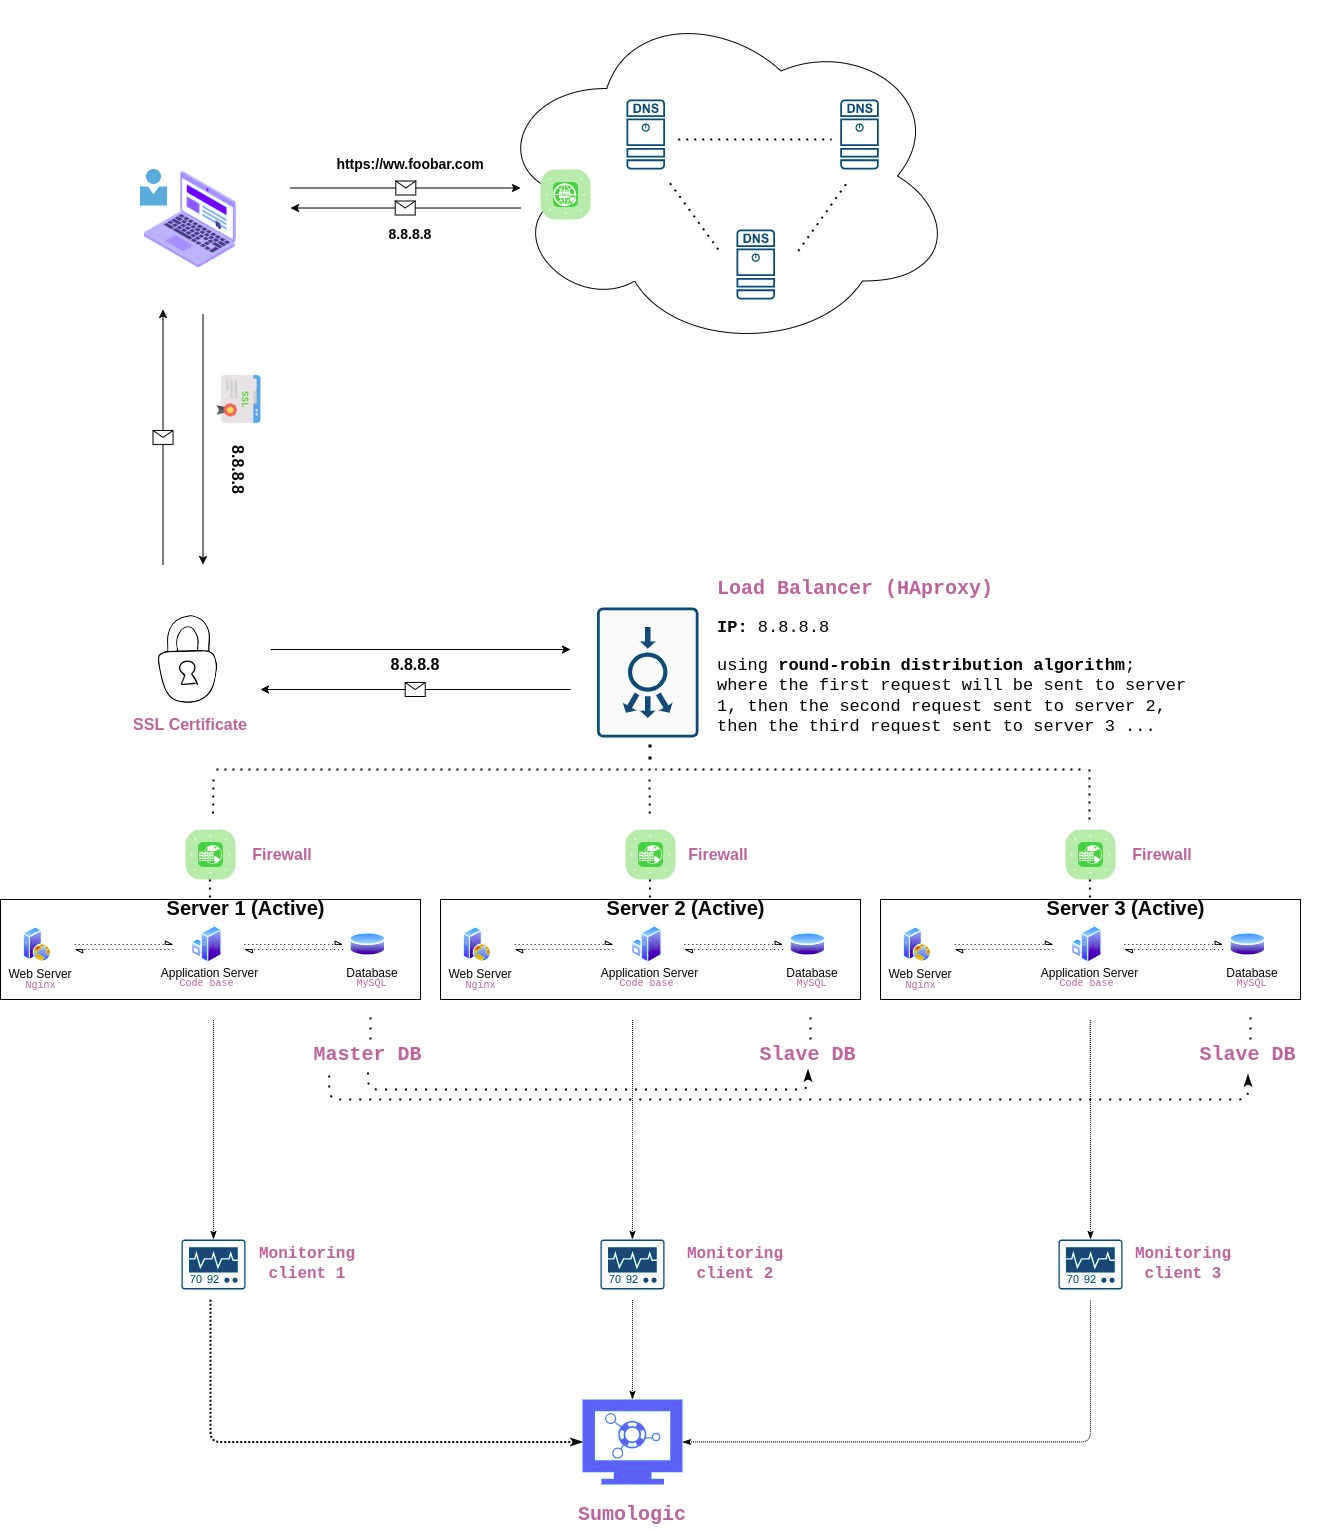 DNS
DNS
https://ww.foobar.com
8.8.8.8
DNS
SSL
8.8.8.8
Load Balancer (HAproxy)
IP: 8.8.8.8
8.8.8.8
using round-robin distribution algorithm;
where the first request will be sent to server
1, then the second request sent to server 2,
then the third request sent to server 3 ...
SSL Certificate
Firewall
Firewall
Firewall
Server 1 (Active)
Web Server
Nginx
Application Server
Code base
Database
MySQL
Server 2 (Active)
Web Server
Nginx
Application Server
Code base
Database
MySQL
Server 3 (Active)
Web Server
Nginx
Application Server
Code base
Database
MySQL
Master DB
Slave DB
Slave DB
70 92
Monitoring
client 1
70 92
Monitoring
client 2
70 92
Monitoring
client 3
Sumologic